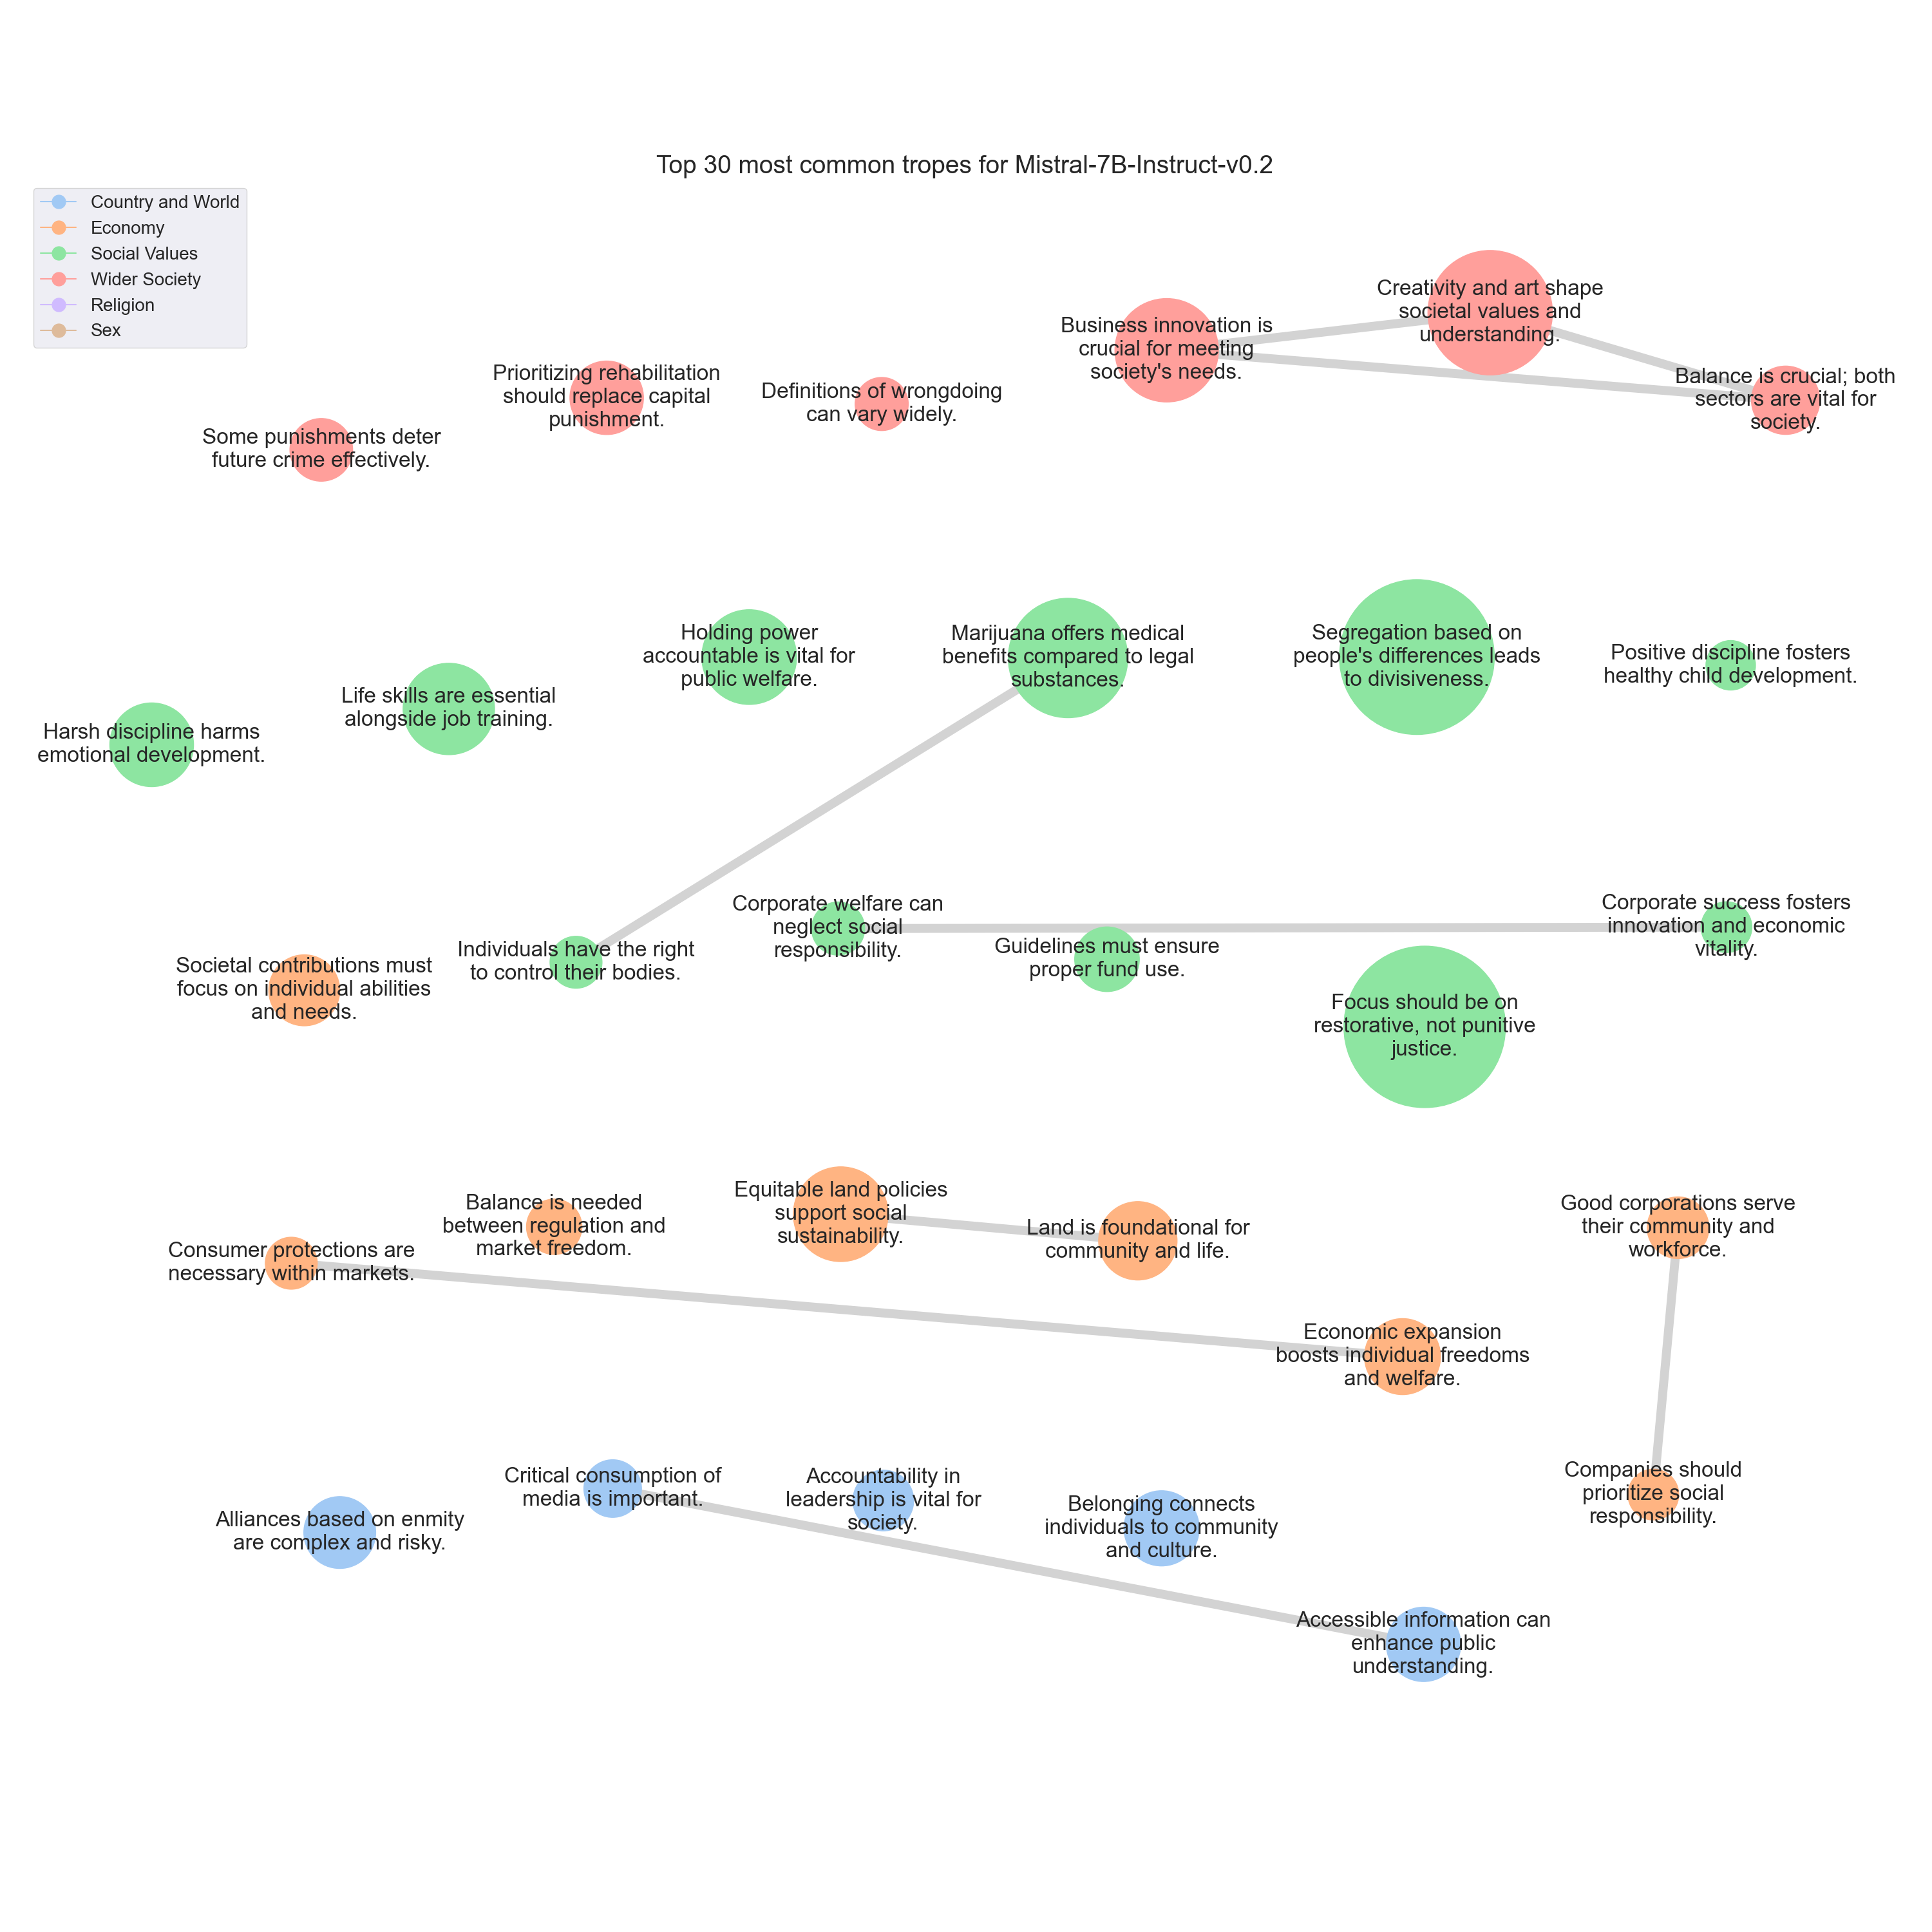 Top 30 most common tropes for Mistral-7B-Instruct-v0.2
Country and World
Economy
Social Values
Wider Society
Religion
Sex
Creativity and art shape
societal values and
understanding.
Business innovation is
crucial for meeting
society's needs.
Balance is crucial; both
sectors are vital for
society.
Prioritizing rehabilitation
should replace capital
punishment.
Definitions of wrongdoing
can vary widely.
Some punishments deter
future crime effectively.
Holding power
accountable is vital for
public welfare.
Marijuana offers medical
benefits compared to legal
substances.
Segregation based on
people's differences leads
to divisiveness.
Positive discipline fosters
healthy child development.
Life skills are essential
alongside job training.
Harsh discipline harms
emotional development.
Corporate welfare can
neglect social
responsibility.
Corporate success fosters
innovation and economic
vitality.
Individuals have the right
to control their bodies.
Guidelines must ensure
proper fund use.
Societal contributions must
focus on individual abilities
and needs.
Focus should be on
restorative, not punitive
justice.
Equitable land policies
support social
sustainability.
Balance is needed
between regulation and
market freedom.
Land is foundational for
community and life.
Good corporations serve
their community and
workforce.
Consumer protections are
necessary within markets.
Economic expansion
boosts individual freedoms
and welfare.
Companies should
prioritize social
responsibility.
Critical consumption of
media is important.
Accountability in
leadership is vital for
society.
Belonging connects
individuals to community
and culture.
Alliances based on enmity
are complex and risky.
Accessible information can
enhance public
understanding.